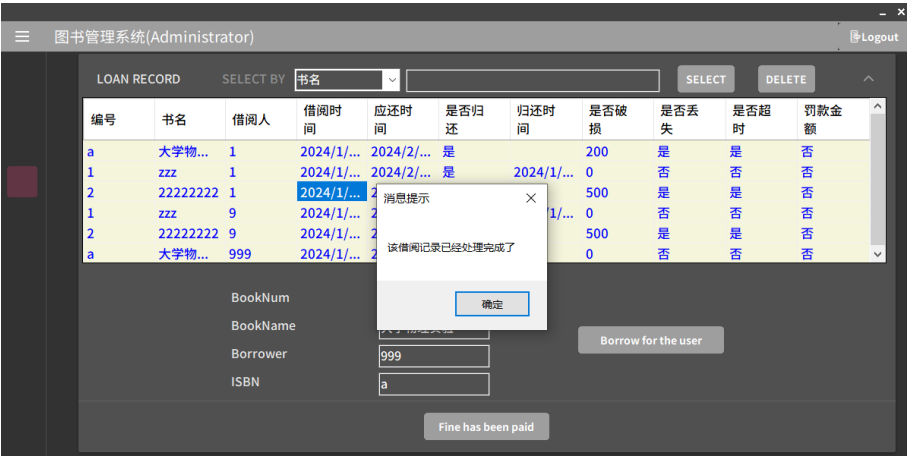 图书管理系统(Administrator)
Logout
LOAN RECORD SELECT BY 书名 SELECT DELETE
编号 书名 借阅人 借阅时间 应还时间 是否归还 归还时间 是否破损 是否丢失 是否超时 罚款金额
a 大学物... 1 2024/1/... 2024/2/... 是 200 是 是 否
1 zzz 1 2024/1/... 2024/2/... 是 2024/1/... 0 否 否 否
2 22222222 1 2024/1/... 2 500 是 是 否
1 zzz 9 2024/1/... 2 /1/... 0 否 否 否
2 22222222 9 2024/1/... 2 500 是 是 否
a 大学物... 999 2024/1/... 2 0 否 否 否
消息提示
该借阅记录已经处理完成了
确定
BookNum
BookName
Borrower 999
ISBN a
Borrow for the user
Fine has been paid